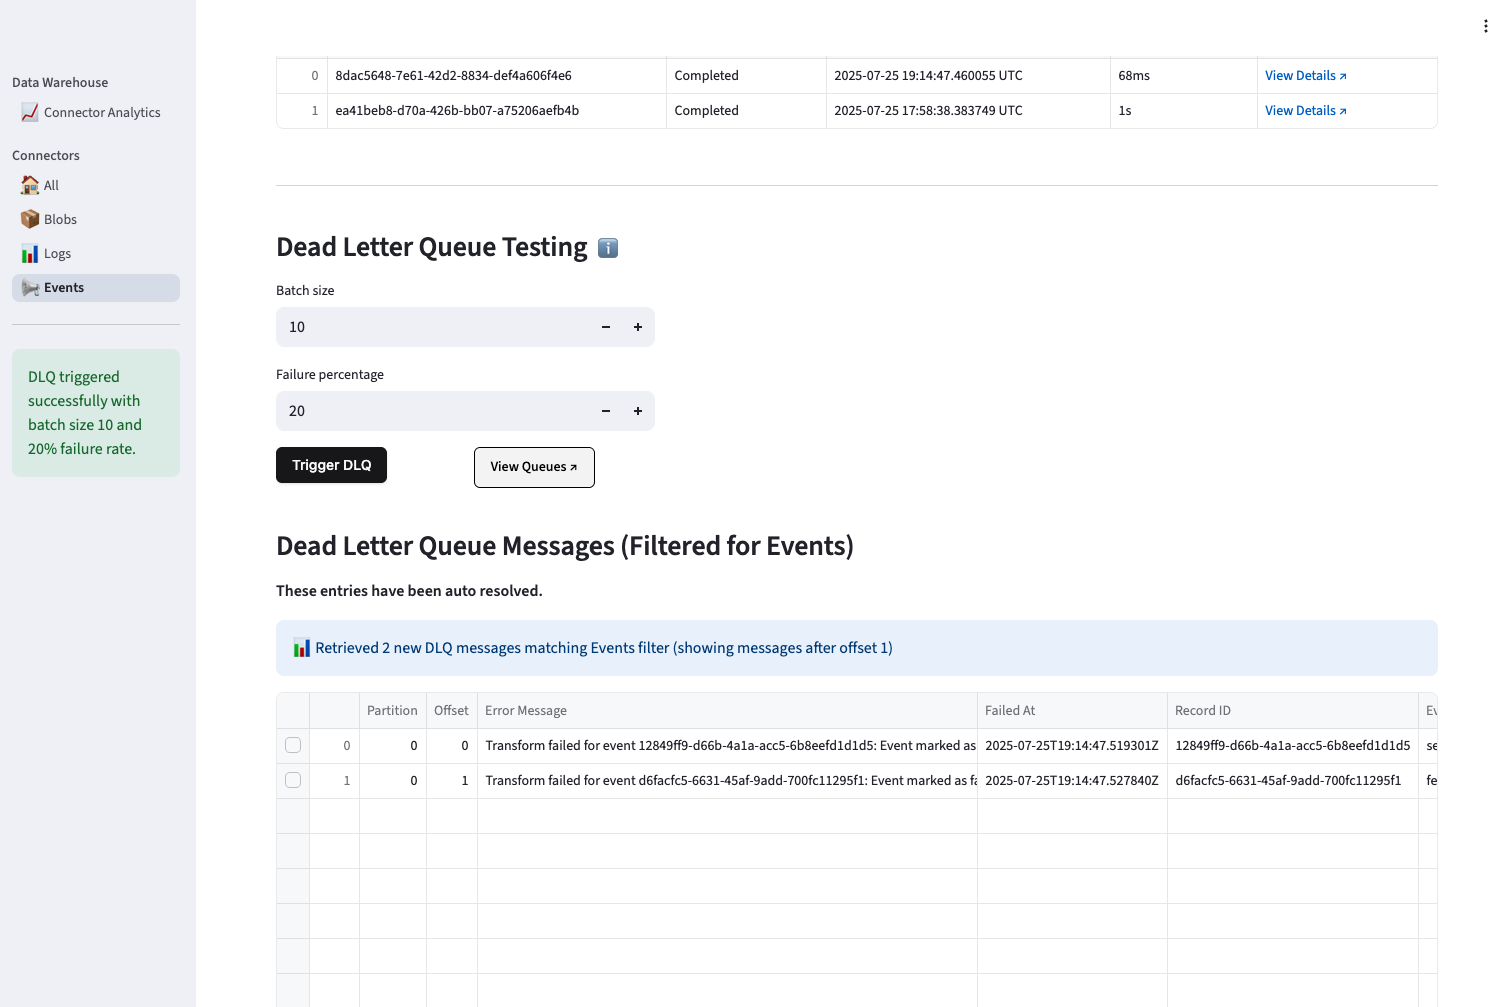 Data Warehouse
Connector Analytics
Connectors
All
Blobs
Logs
Events
DLQ triggered
successfully with
batch size 10 and
20% failure rate.
0 8dac5648-7e61-42d2-8834-def4a606f4e6 Completed 2025-07-25 19:14:47.460055 UTC 68ms View Details ↗
1 ea41beb8-d70a-426b-bb07-a75206aefb4b Completed 2025-07-25 17:58:38.383749 UTC 1s View Details ↗
Dead Letter Queue Testing ℹ️
Batch size
10 − +
Failure percentage
20 − +
Trigger DLQ View Queues ↗
Dead Letter Queue Messages (Filtered for Events)
These entries have been auto resolved.
Retrieved 2 new DLQ messages matching Events filter (showing messages after offset 1)
Partition Offset Error Message Failed At Record ID Ev
0 0 0 Transform failed for event 12849ff9-d66b-4a1a-acc5-6b8eefd1d1d5: Event marked as 2025-07-25T19:14:47.519301Z 12849ff9-d66b-4a1a-acc5-6b8eefd1d1d5 se
1 0 1 Transform failed for event d6facfc5-6631-45af-9add-700fc11295f1: Event marked as fa 2025-07-25T19:14:47.527840Z d6facfc5-6631-45af-9add-700fc11295f1 fe